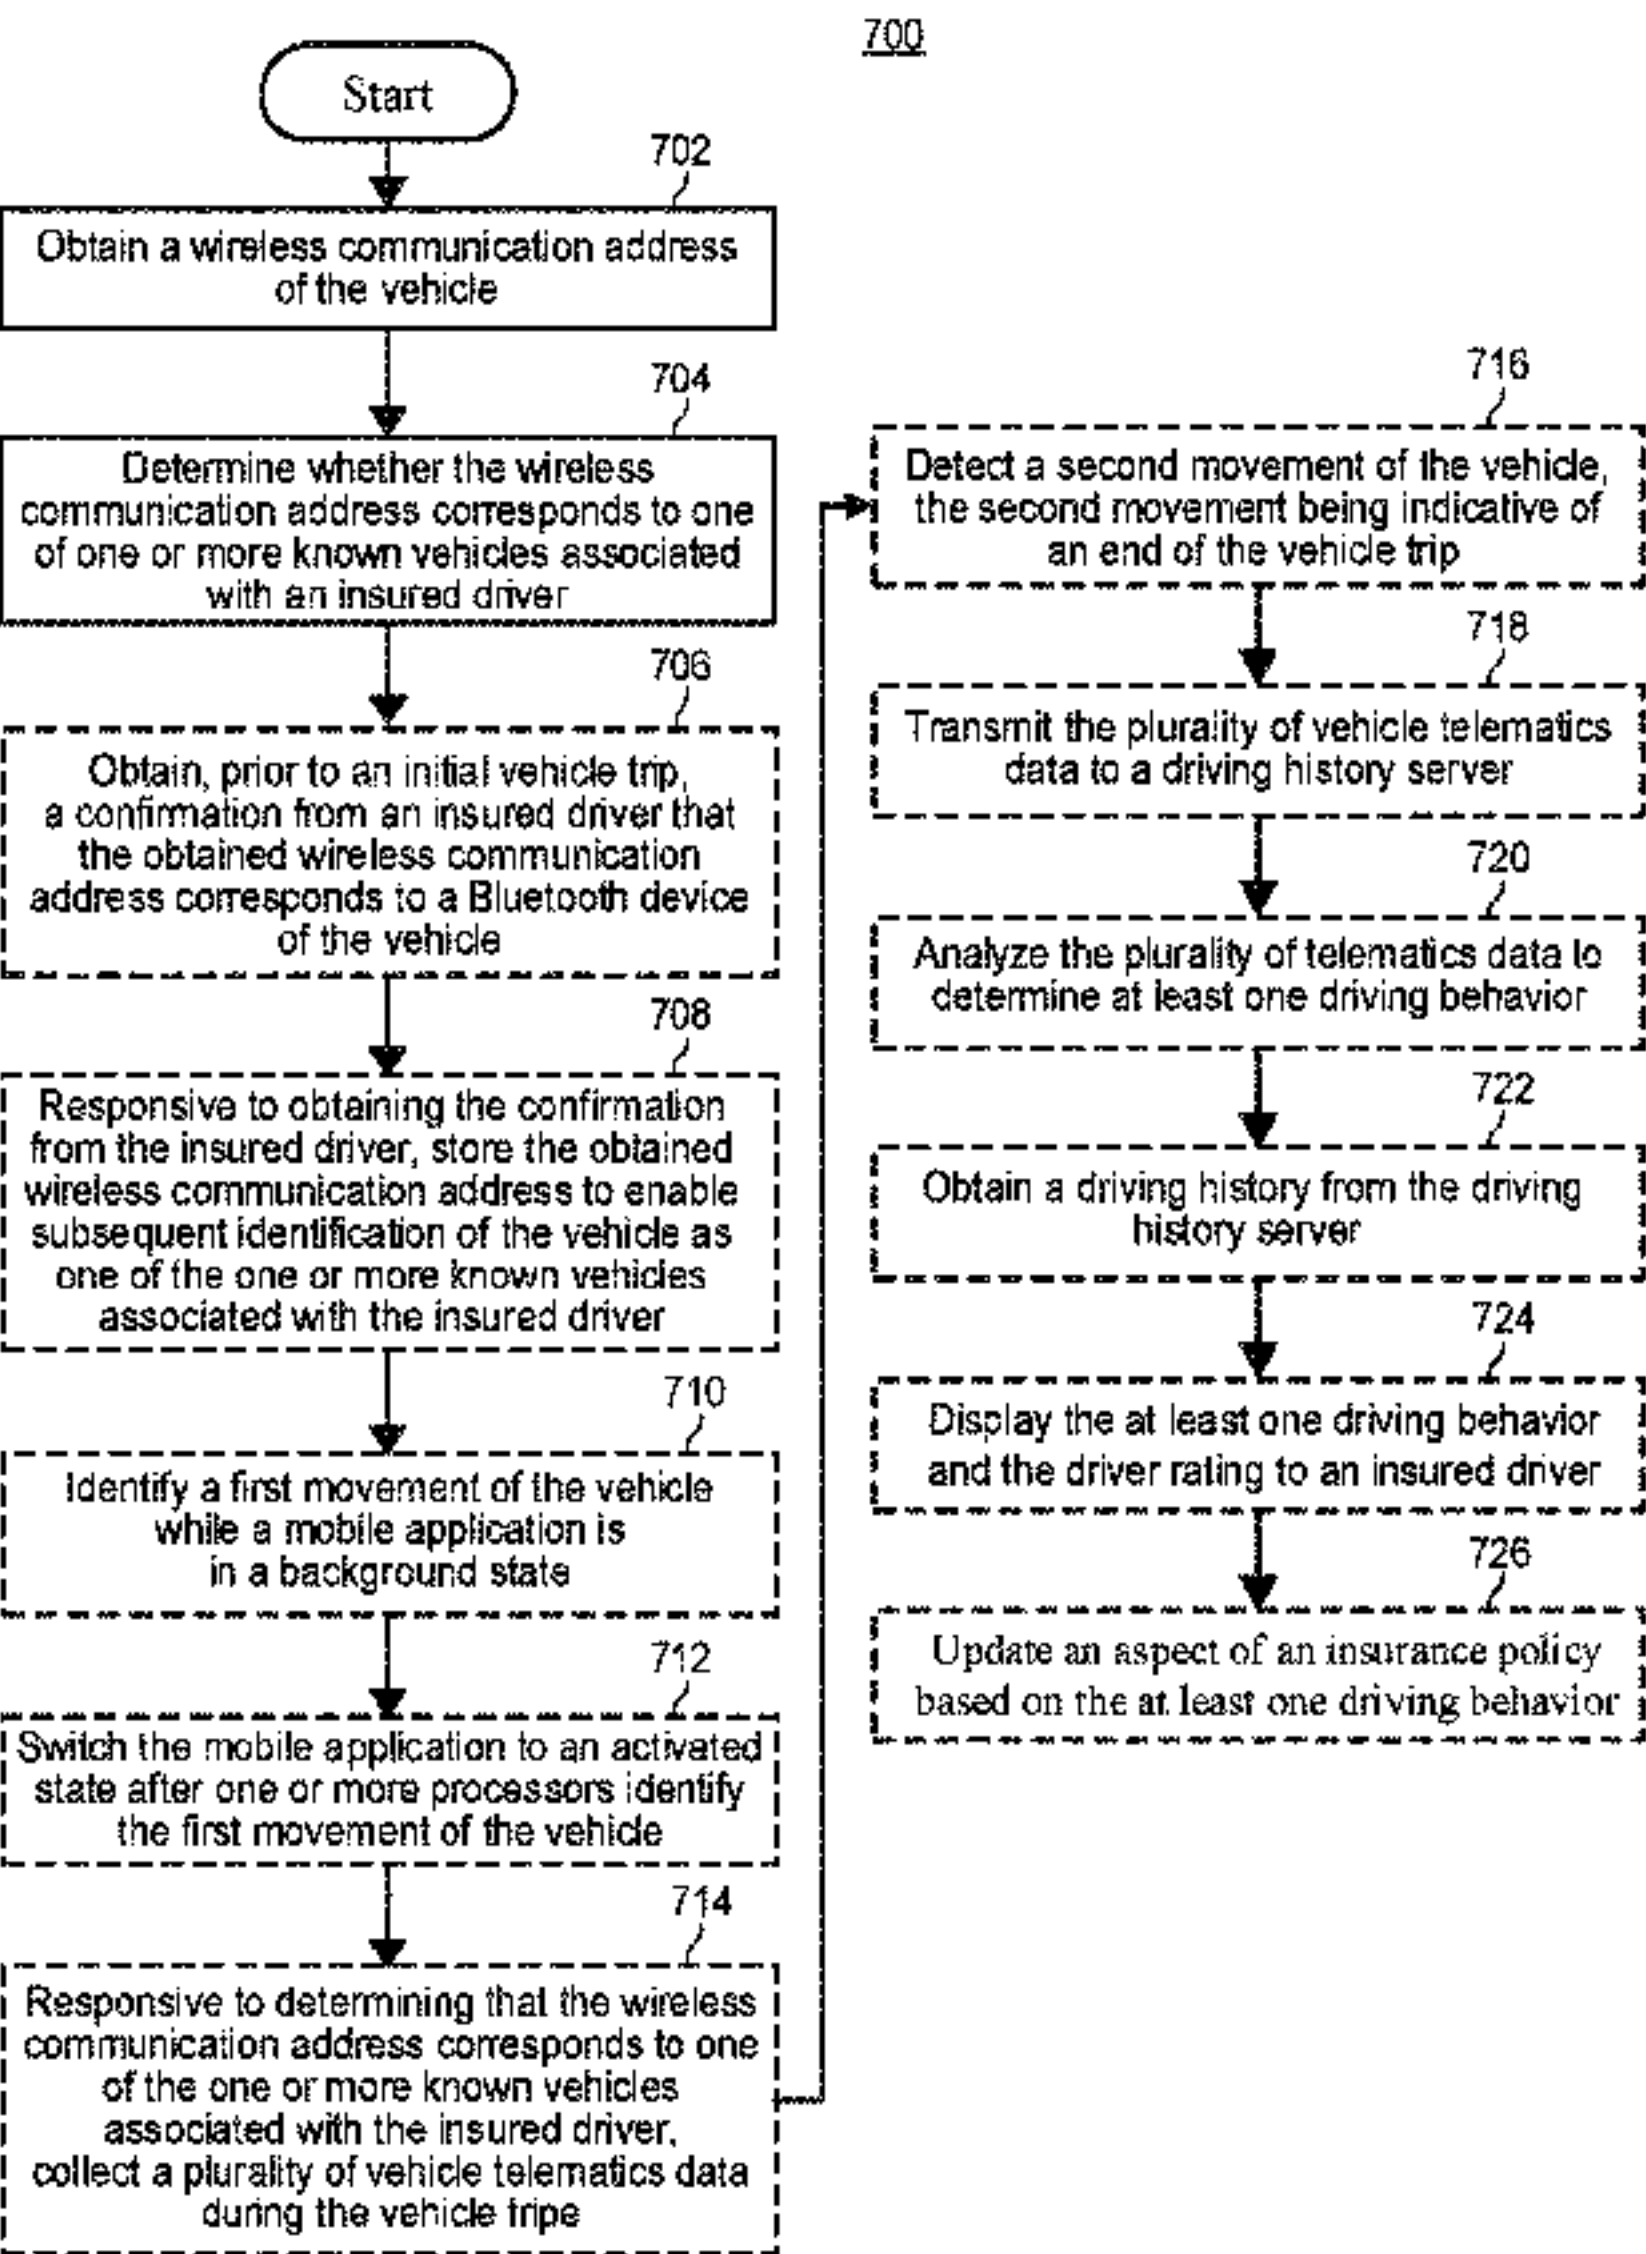 700
Start
702
Obtain a wireless communication address
of the vehicle
704
Determine whether the wireless
communication address corresponds to one
of one or more known vehicles associated
with an insured driver
706
Obtain, prior to an initial vehicle trip,
a confirmation from an insured driver that
the obtained wireless communication
address corresponds to a Bluetooth device
of the vehicle
708
Responsive to obtaining the confirmation
from the insured driver, store the obtained
wireless communication address to enable
subsequent identification of the vehicle as
one of the one or more known vehicles
associated with the insured driver
710
Identify a first movement of the vehicle
while a mobile application is
in a background state
712
Switch the mobile application to an activated
state after one or more processors identify
the first movement of the vehicle
714
Responsive to determining that the wireless
communication address corresponds to one
of the one or more known vehicles
associated with the insured driver,
collect a plurality of vehicle telematics data
during the vehicle tripe
716
Detect a second movement of the vehicle,
the second movement being indicative of
an end of the vehicle trip
718
Transmit the plurality of vehicle telematics
data to a driving history server
720
Analyze the plurality of telematics data to
determine at least one driving behavior
722
Obtain a driving history from the driving
history server
724
Display the at least one driving behavior
and the driver rating to an insured driver
726
Update an aspect of an insurance policy
based on the at least one driving behavior